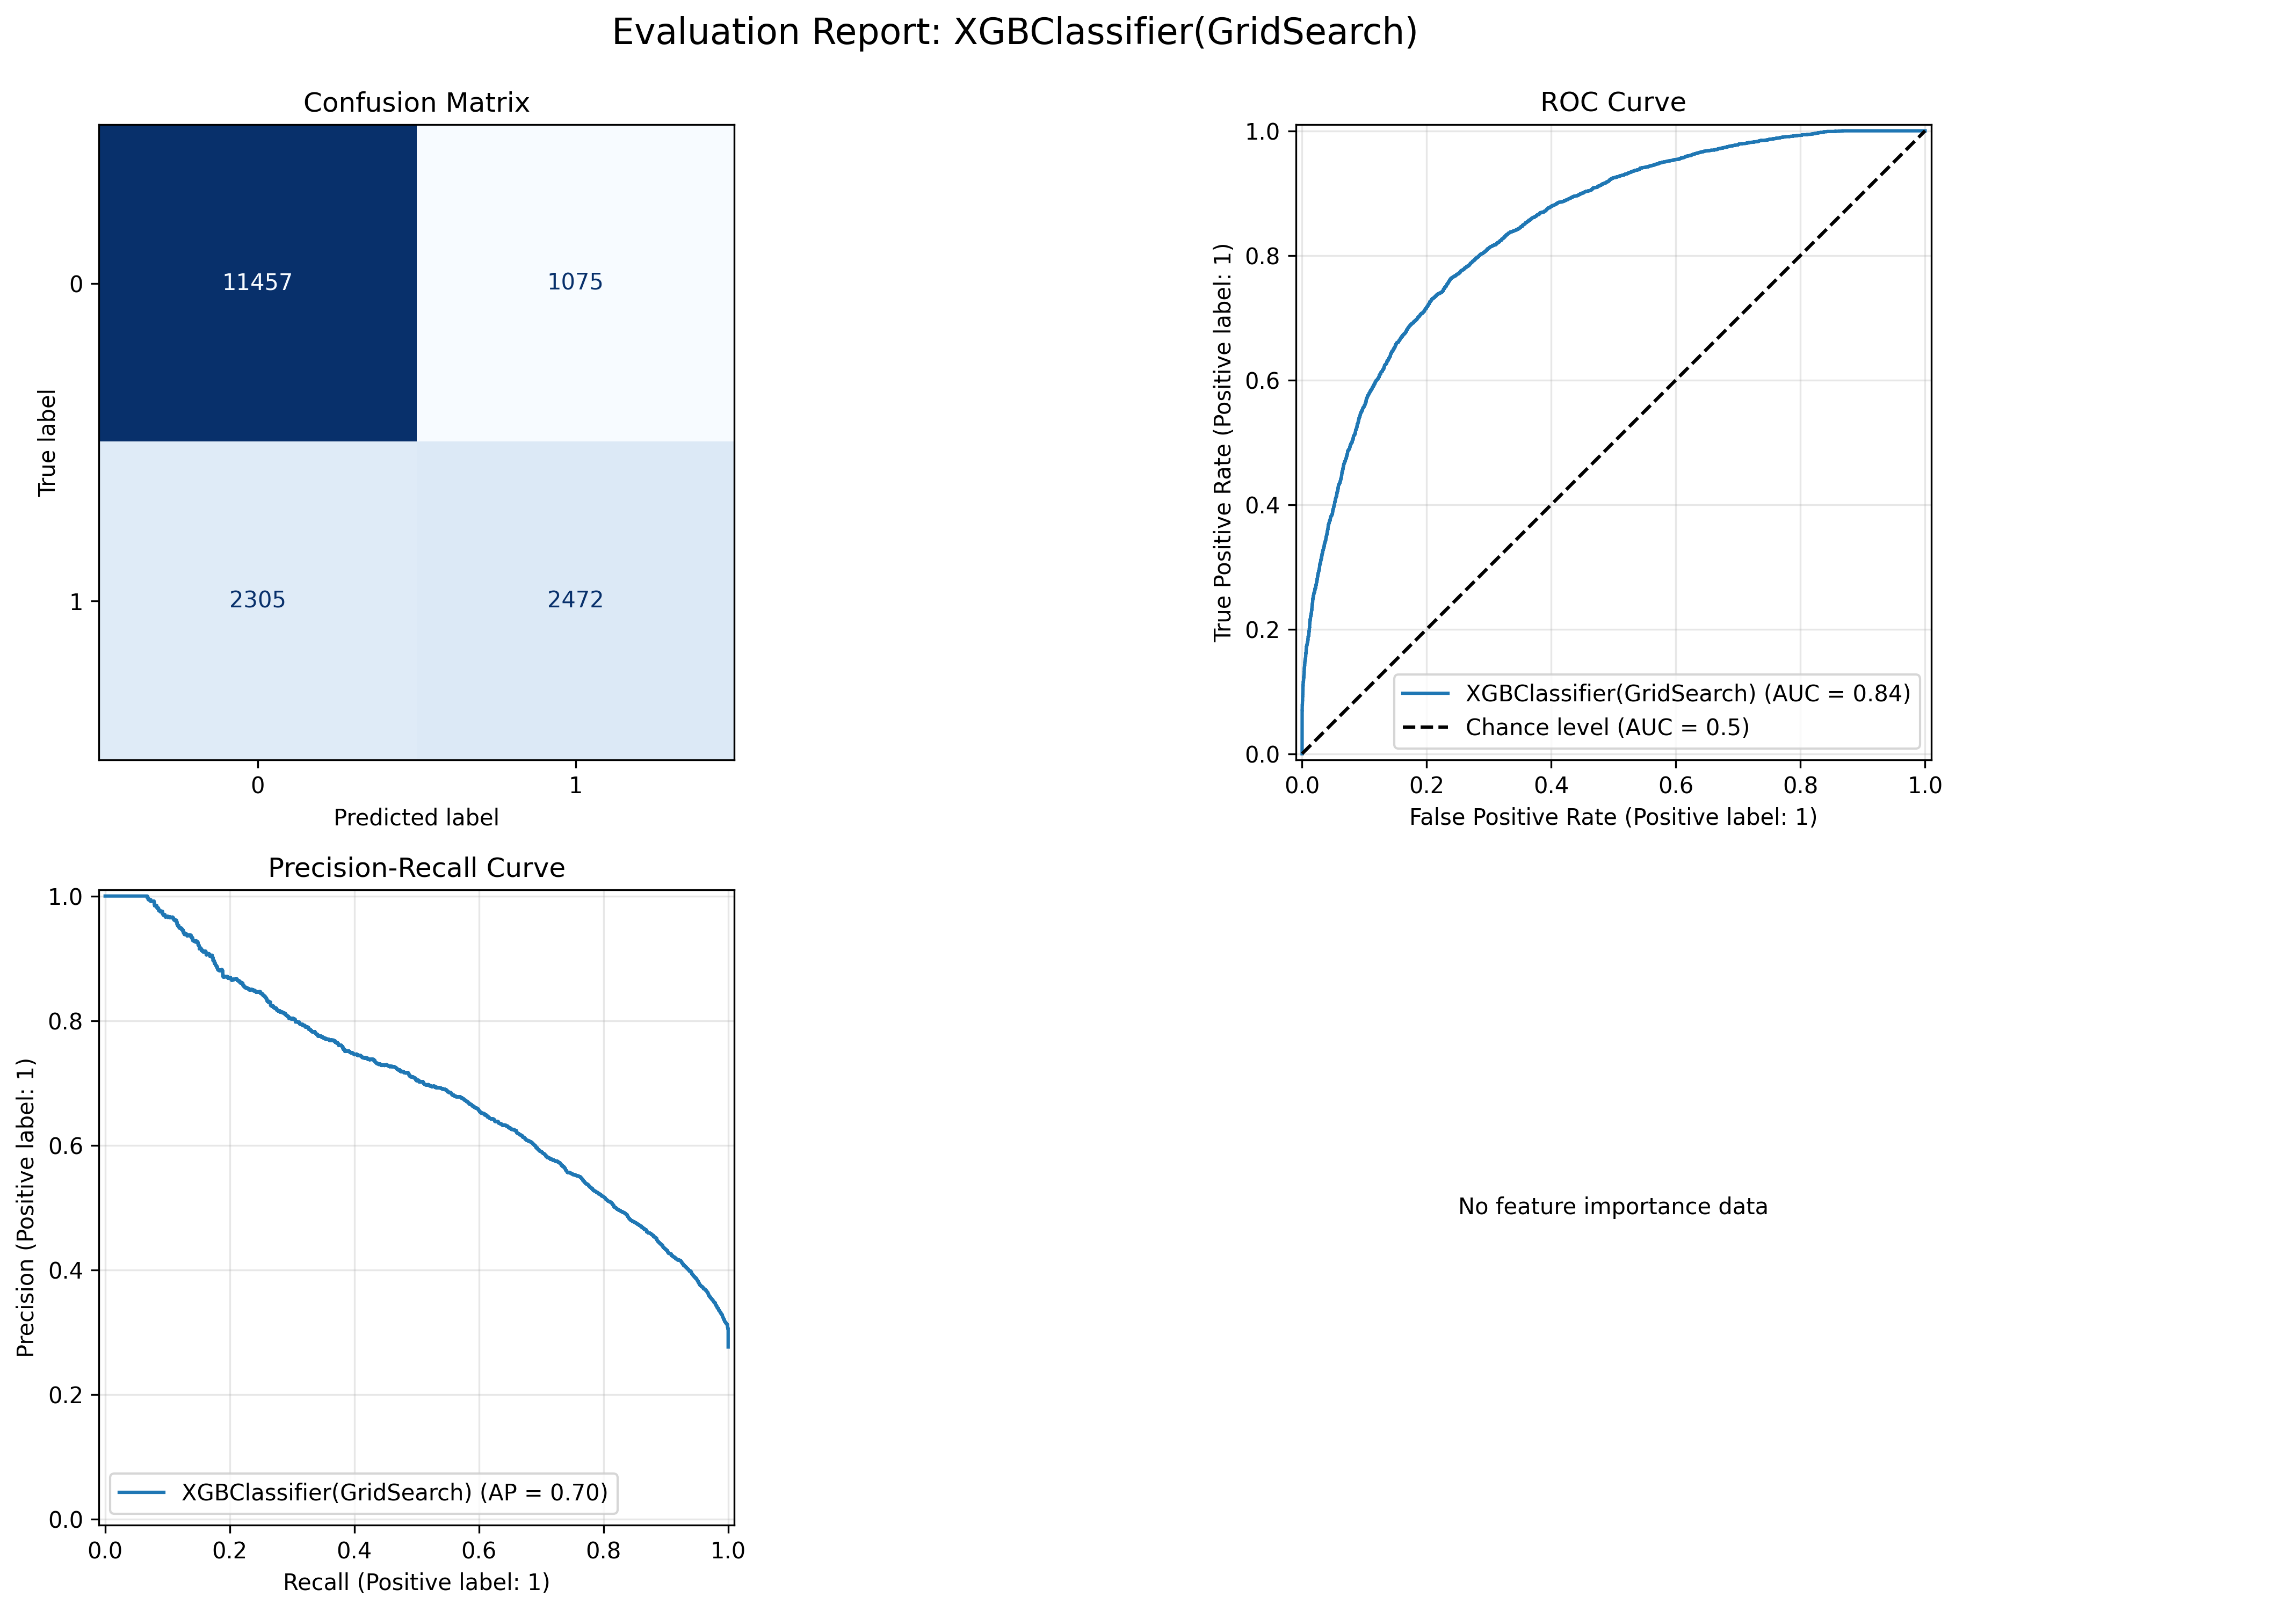 Evaluation Report: XGBClassifier(GridSearch)
Confusion Matrix
True label
0
11457
1075
1
2305
2472
0
1
Predicted label
ROC Curve
True Positive Rate (Positive label: 1)
1.0
0.8
0.6
0.4
0.2
0.0
XGBClassifier(GridSearch) (AUC = 0.84)
Chance level (AUC = 0.5)
0.0 0.2 0.4 0.6 0.8 1.0
False Positive Rate (Positive label: 1)
Precision-Recall Curve
Precision (Positive label: 1)
1.0
0.8
0.6
0.4
0.2
0.0
XGBClassifier(GridSearch) (AP = 0.70)
0.0 0.2 0.4 0.6 0.8 1.0
Recall (Positive label: 1)
No feature importance data